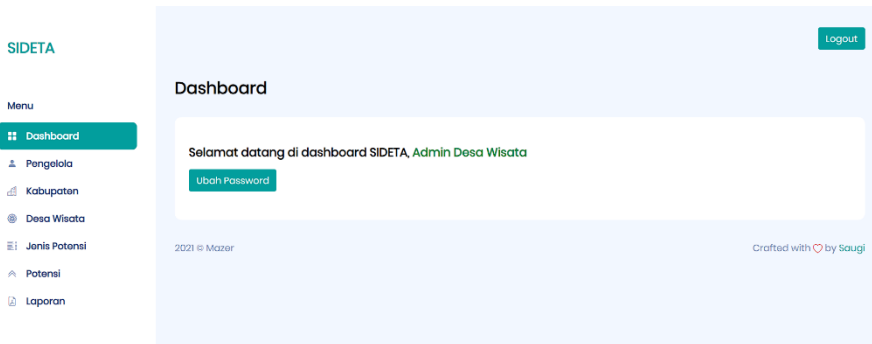 SIDETA
Logout
Dashboard
Menu
Dashboard
Pengelola
Kabupaten
Desa Wisata
Jenis Potensi
Potensi
Laporan
Selamat datang di dashboard SIDETA, Admin Desa Wisata
Ubah Password
2021 © Mazer
Crafted with ♡ by Saugi